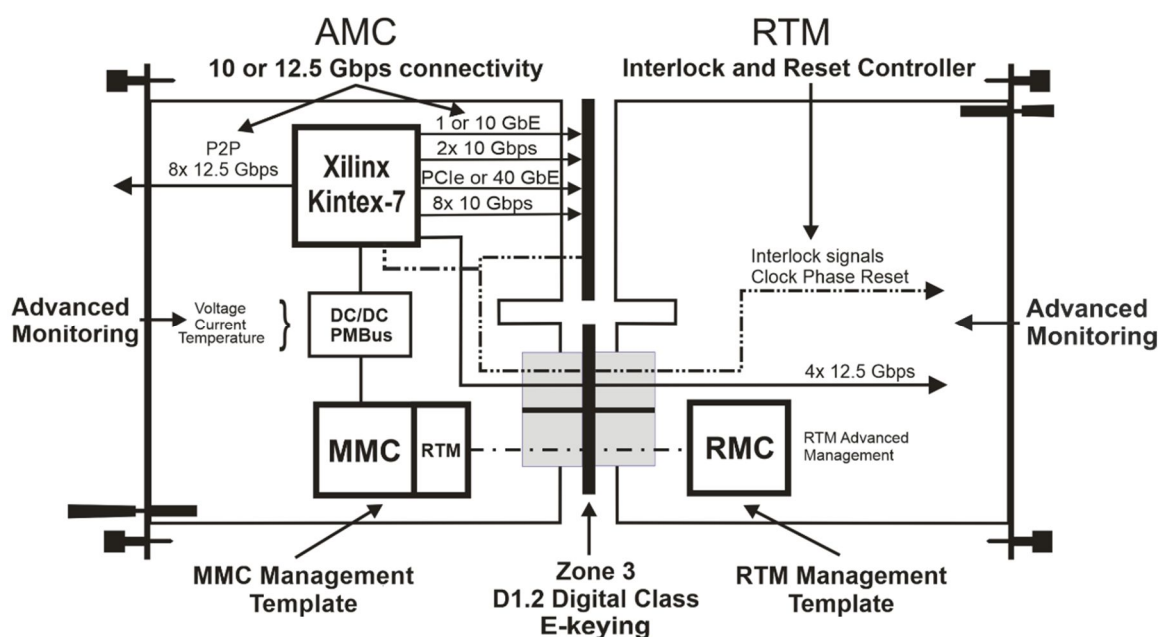 AMC
RTM
10 or 12.5 Gbps connectivity
Interlock and Reset Controller
P2P
8x 12.5 Gbps
Xilinx
Kintex-7
1 or 10 GbE
2x 10 Gbps
PCIe or 40 GbE
8x 10 Gbps
Interlock signals
Clock Phase Reset
Advanced
Monitoring
Voltage
Current
Temperature
DC/DC
PMBus
Advanced
Monitoring
4x 12.5 Gbps
MMC
RTM
RMC
RTM Advanced
Management
MMC Management
Template
Zone 3
D1.2 Digital Class
E-keying
RTM Management
Template